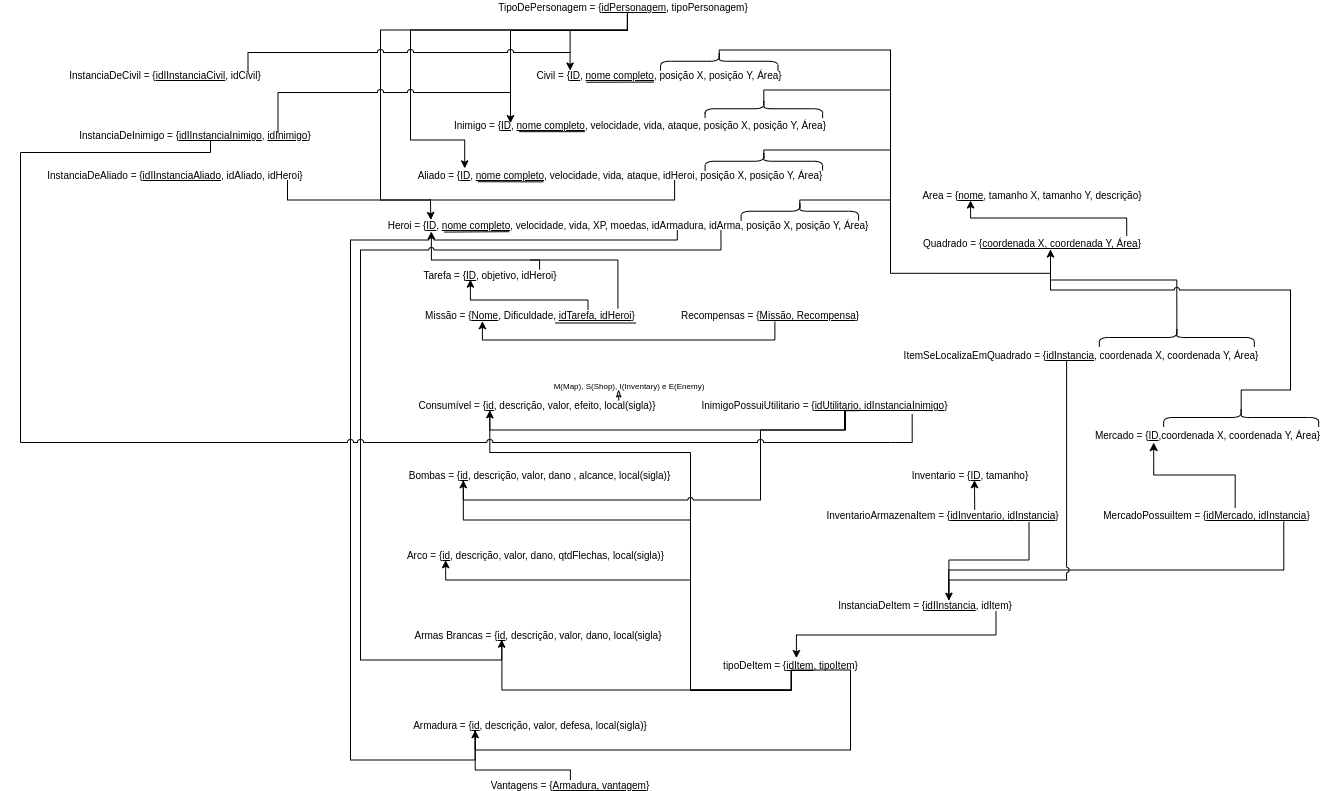 TipoDePersonagem = {idPersonagem, tipoPersonagem}
InstanciaDeCivil = {idIInstanciaCivil, idCivil}
Civil = {ID, nome completo, posição X, posição Y, Área}
InstanciaDeInimigo = {idIInstanciaInimigo, idInimigo}
Inimigo = {ID, nome completo, velocidade, vida, ataque, posição X, posição Y, Área}
InstanciaDeAliado = {idIInstanciaAliado, idAliado, idHeroi}
Aliado = {ID, nome completo, velocidade, vida, ataque, idHeroi, posição X, posição Y, Área}
Area = {nome, tamanho X, tamanho Y, descrição}
Heroi = {ID, nome completo, velocidade, vida, XP, moedas, idArmadura, idArma, posição X, posição Y, Área}
Quadrado = {coordenada X, coordenada Y, Área}
Tarefa = {ID, objetivo, idHeroi}
Missão = {Nome, Dificuldade, idTarefa, idHeroi}
Recompensas = {Missão, Recompensa}
ItemSeLocalizaEmQuadrado = {idInstancia, coordenada X, coordenada Y, Área}
M(Map), S(Shop), I(Inventary) e E(Enemy)
Consumível = {id, descrição, valor, efeito, local(sigla)}
InimigoPossuiUtilitario = {idUtilitario, idInstanciaInimigo}
Mercado = {ID,coordenada X, coordenada Y, Área}
Bombas = {id, descrição, valor, dano , alcance, local(sigla)}
Inventario = {ID, tamanho}
InventarioArmazenaItem = {idInventario, idInstancia}
MercadoPossuiItem = {idMercado, idInstancia}
Arco = {id, descrição, valor, dano, qtdFlechas, local(sigla)}
InstanciaDeItem = {idIInstancia, idItem}
Armas Brancas = {id, descrição, valor, dano, local(sigla}
tipoDeItem = {idItem, tipoItem}
Armadura = {id, descrição, valor, defesa, local(sigla)}
Vantagens = {Armadura, vantagem}